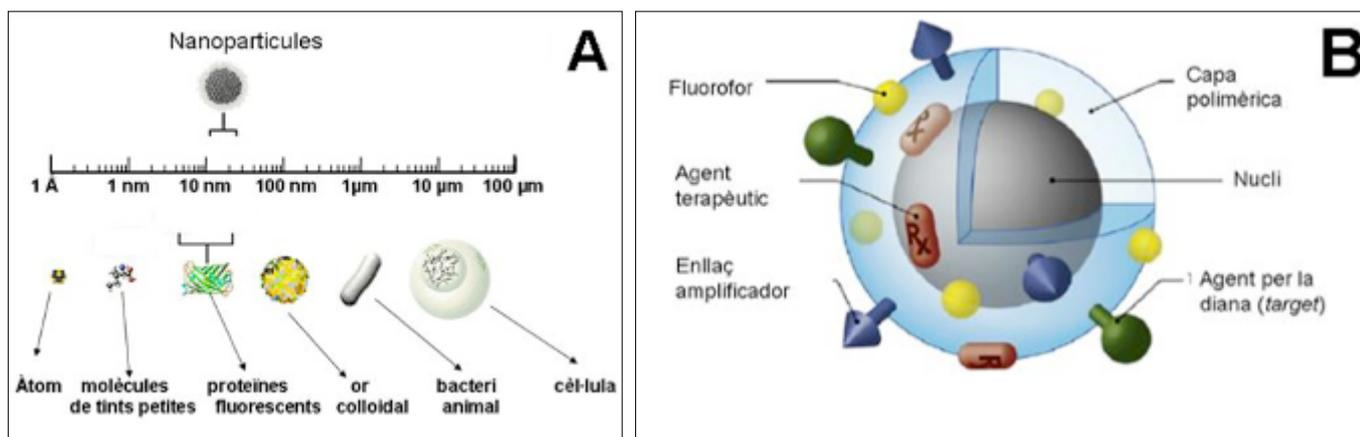 Nanoparticules
A
1 Å 1 nm 10 nm 100 nm 1µm 10 µm 100 µm
Àtom molècules proteïnes or bacteri cèl·lula
de tints petites fluorescents colloidal animal
B
Fluorofor
Agent
terapèutic
Enllaç
amplificador
Capa
polimèrica
Nucli
Agent per la
diana (target)
Rx
Rx
R